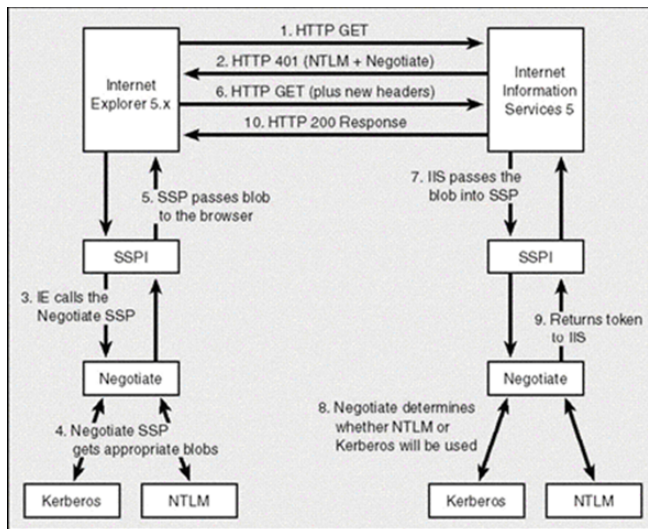 1. HTTP GET
2. HTTP 401 (NTLM + Negotiate)
6. HTTP GET (plus new headers)
10. HTTP 200 Response
Internet
Explorer 5.x
Internet
Information
Services 5
5. SSP passes blob
to the browser
7. IIS passes the
blob into SSP
SSPI
SSPI
3. IE calls the
Negotiate SSP
9. Returns token
to IIS
Negotiate
Negotiate
4. Negotiate SSP
gets appropriate blobs
8. Negotiate determines
whether NTLM or
Kerberos will be used
Kerberos
NTLM
Kerberos
NTLM